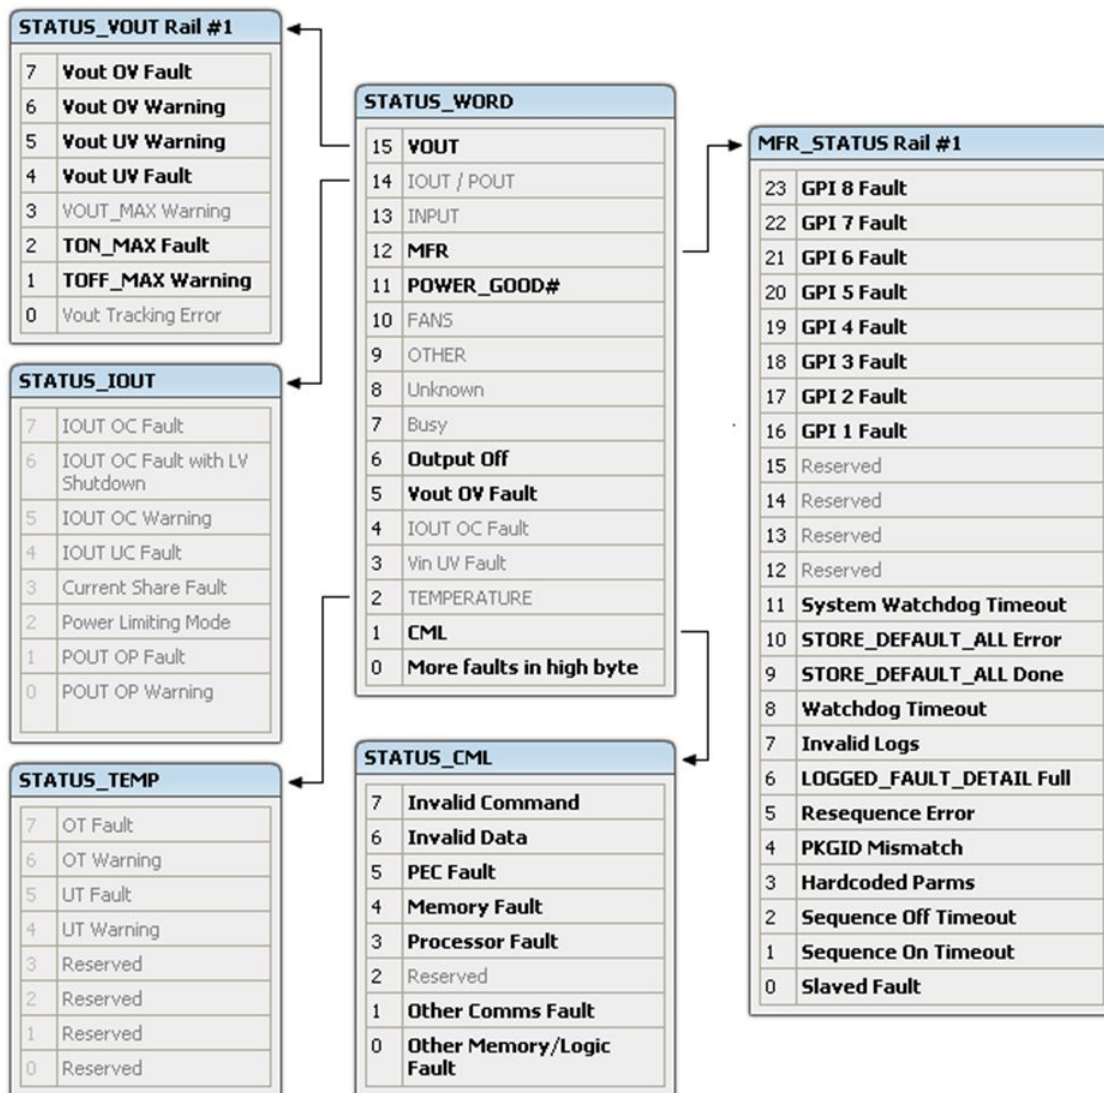 STATUS_VOUT Rail #1
7 Vout OV Fault
6 Vout OV Warning
5 Vout UV Warning
4 Vout UV Fault
3 VOUT_MAX Warning
2 TON_MAX Fault
1 TOFF_MAX Warning
0 Vout Tracking Error
STATUS_IOUT
7 IOUT OC Fault
6 IOUT OC Fault with LV
Shutdown
5 IOUT OC Warning
4 IOUT UC Fault
3 Current Share Fault
2 Power Limiting Mode
1 POUT OP Fault
0 POUT OP Warning
STATUS_TEMP
7 OT Fault
6 OT Warning
5 UT Fault
4 UT Warning
3 Reserved
2 Reserved
1 Reserved
0 Reserved
STATUS_WORD
15 VOUT
14 IOUT / POUT
13 INPUT
12 MFR
11 POWER_GOOD#
10 FANS
9 OTHER
8 Unknown
7 Busy
6 Output Off
5 Vout OV Fault
4 IOUT OC Fault
3 Vin UV Fault
2 TEMPERATURE
1 CML
0 More faults in high byte
STATUS_CML
7 Invalid Command
6 Invalid Data
5 PEC Fault
4 Memory Fault
3 Processor Fault
2 Reserved
1 Other Comms Fault
0 Other Memory/Logic
Fault
MFR_STATUS Rail #1
23 GPI 8 Fault
22 GPI 7 Fault
21 GPI 6 Fault
20 GPI 5 Fault
19 GPI 4 Fault
18 GPI 3 Fault
17 GPI 2 Fault
16 GPI 1 Fault
15 Reserved
14 Reserved
13 Reserved
12 Reserved
11 System Watchdog Timeout
10 STORE_DEFAULT_ALL Error
9 STORE_DEFAULT_ALL Done
8 Watchdog Timeout
7 Invalid Logs
6 LOGGED_FAULT_DETAIL Full
5 Resequence Error
4 PKGID Mismatch
3 Hardcoded Parms
2 Sequence Off Timeout
1 Sequence On Timeout
0 Slaved Fault